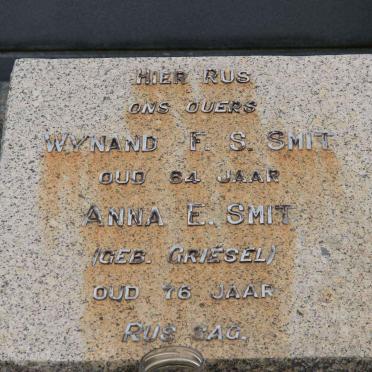 HIER RUS
ONS OUERS
WYNAND F. S. SMIT
OUD 64 JAAR
ANNA E. SMIT
(GEB. GRIESEL)
OUD 76 JAAR
RUS SAG.